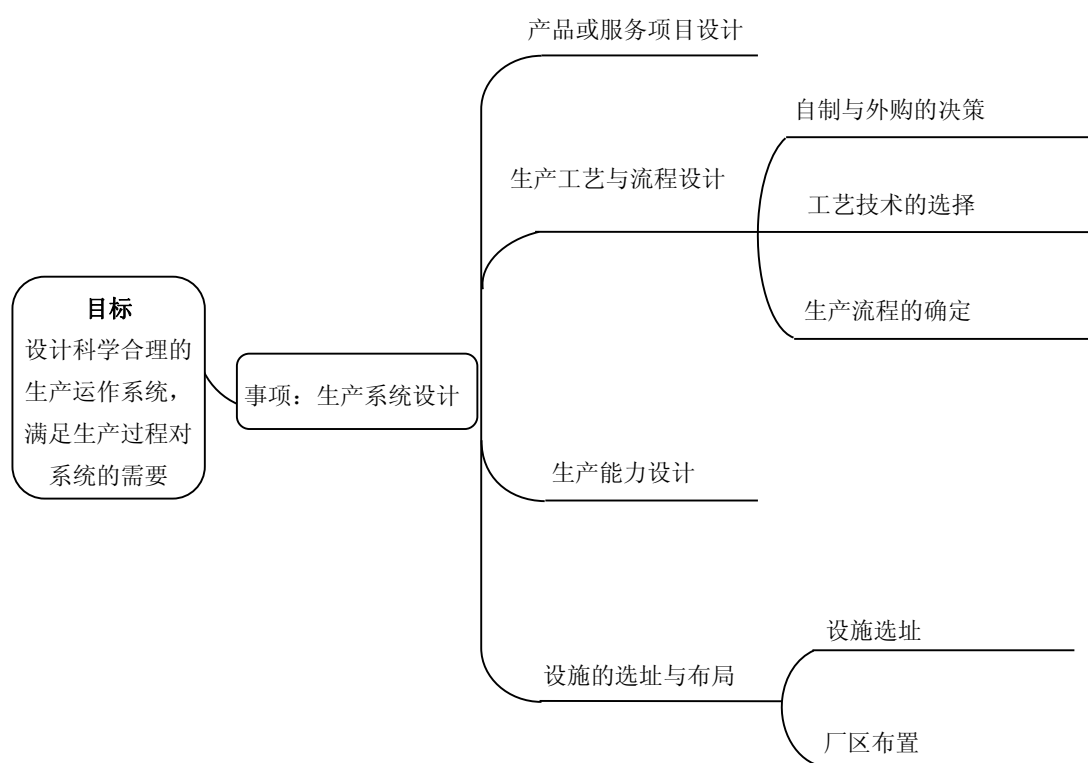 目标
设计科学合理的
生产运作系统，
满足生产过程对
系统的需要
事项：生产系统设计
产品或服务项目设计
生产工艺与流程设计
自制与外购的决策
工艺技术的选择
生产流程的确定
生产能力设计
设施的选址与布局
设施选址
厂区布置